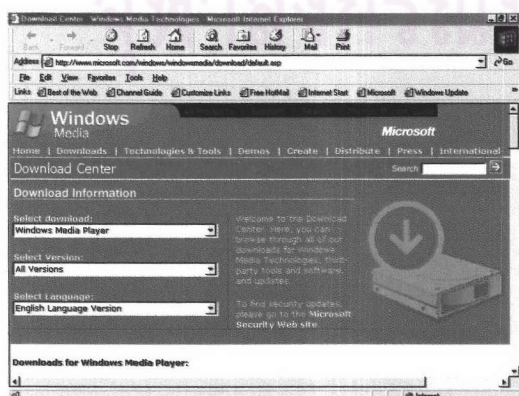 Download Center - Windows Media Technologies - Microsoft Internet Explorer
Back Forward Stop Refresh Home Search Favorites History Mail Print
Address http://www.microsoft.com/windows/windowsmedia/download/default.asp Go
File Edit View Favorites Tools Help
Links Best of the Web Channel Guide Customize Links Free HotMail Internet Start Microsoft Windows Update
Windows
Media
Microsoft
Home | Downloads | Technologies & Tools | Demos | Create | Distribute | Press | International
Download Center Search
Download Information
Select download:
Windows Media Player
Select Version:
All Versions
Select Language:
English Language Version
Welcome to the Download
Center. Here, you can
browse through all of our
downloads for Windows
Media Technologies, third-
party tools and software,
and updates.
To find security updates,
please go to the Microsoft
Security Web site.
Downloads for Windows Media Player:
Internet